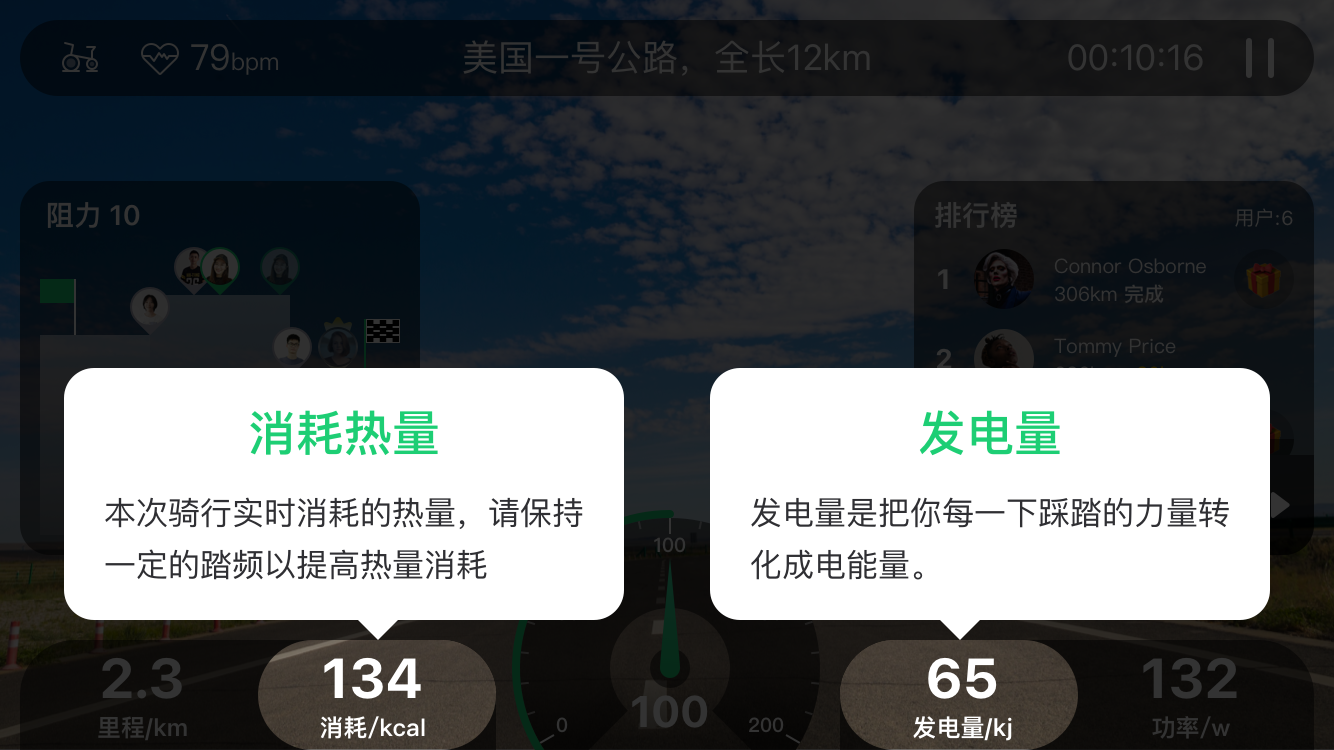 79bpm
美国一号公路，全长12km
00:10:16
阻力 10
排行榜
用户:6
1
Connor Osborne
306km 完成
2
Tommy Price
消耗热量
本次骑行实时消耗的热量，请保持
一定的踏频以提高热量消耗
发电量
发电量是把你每一下踩踏的力量转
化成电能量。
100
0
100
200
2.3
里程/km
134
消耗/kcal
65
发电量/kj
132
功率/w